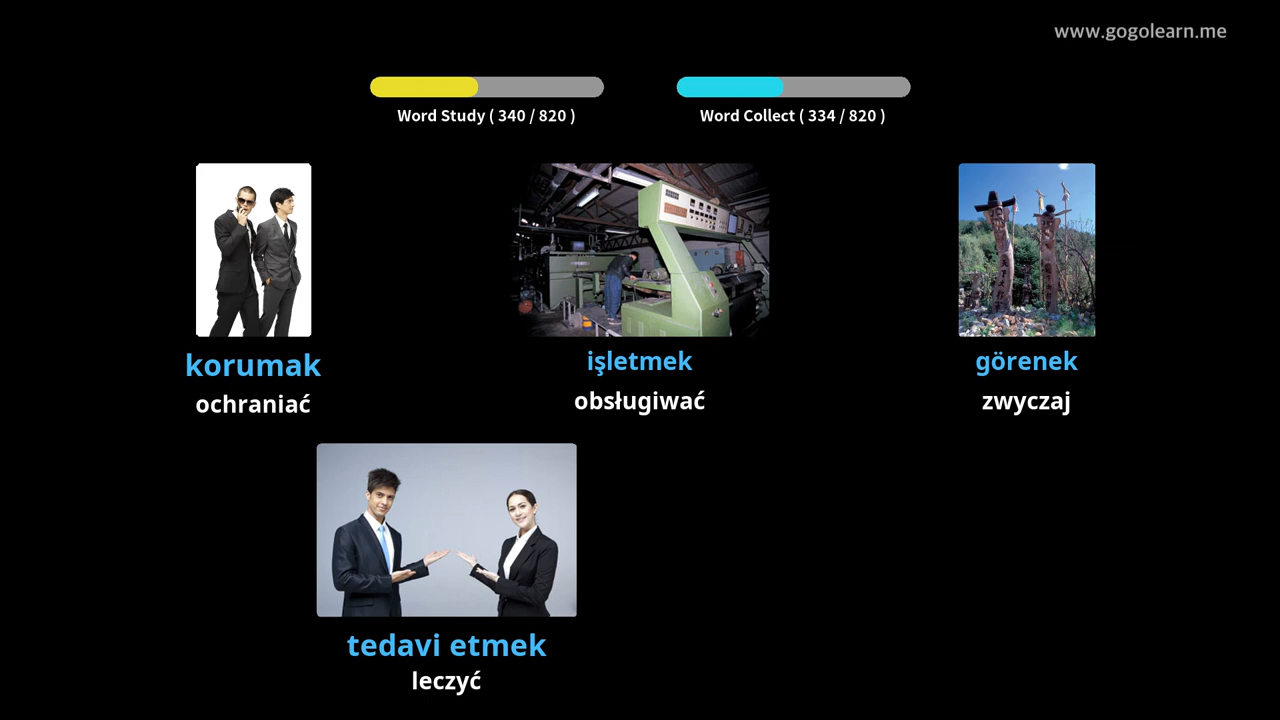 www.gogolearn.me
Word Study ( 340 / 820 )
Word Collect ( 334 / 820 )
korumak
ochraniać
işletmek
obsługiwać
görenek
zwyczaj
tedavi etmek
leczyć